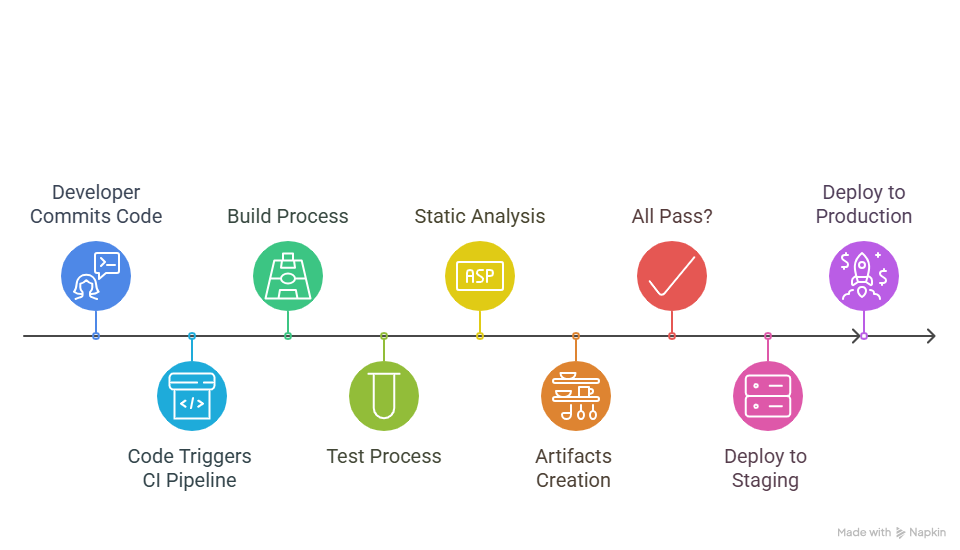 Developer
Commits Code
Build Process
Static Analysis
ASP
All Pass?
Deploy to
Production
Code Triggers
CI Pipeline
Test Process
Artifacts
Creation
Deploy to
Staging
Made with Napkin